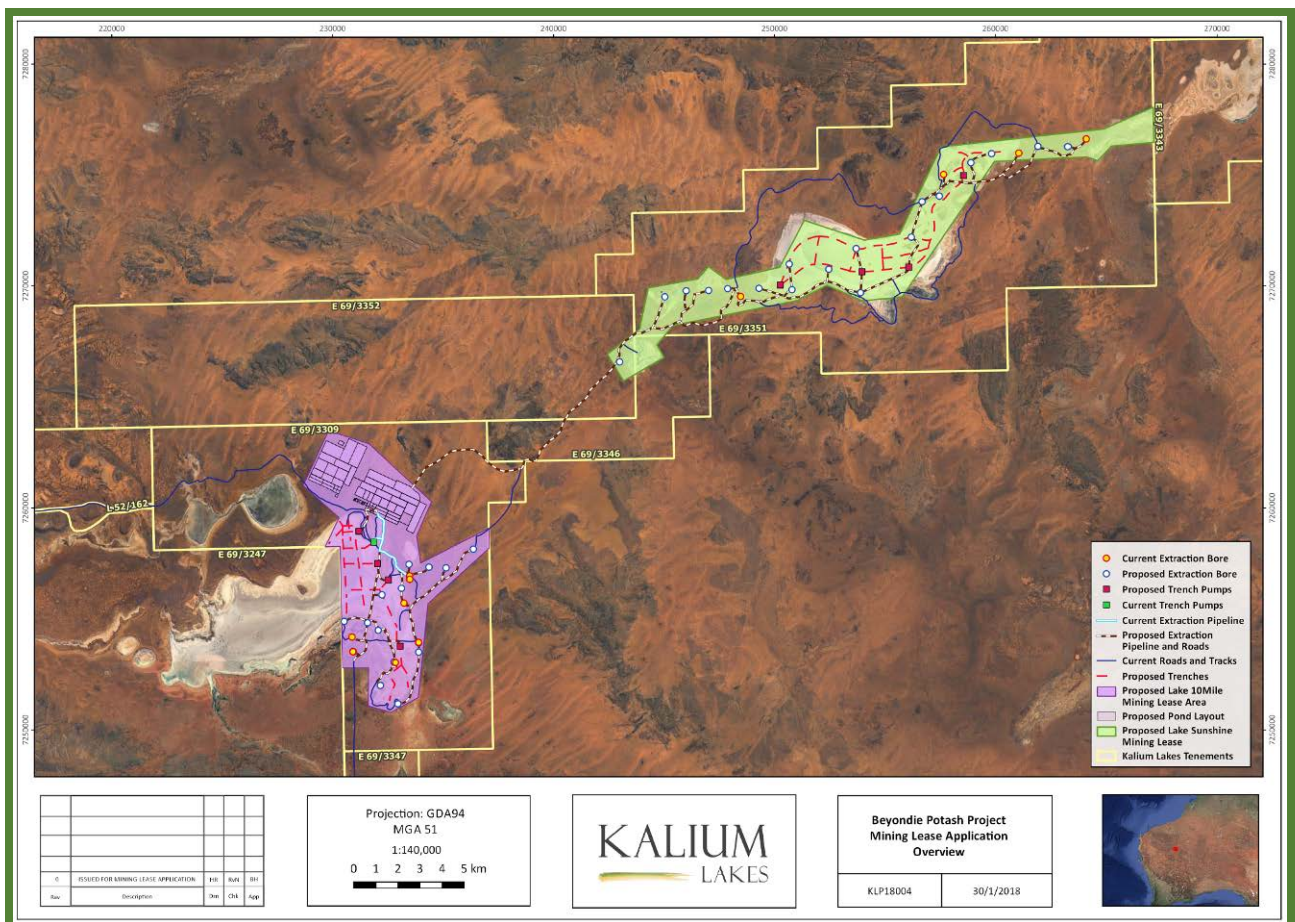 220000
230000
240000
250000
260000
270000
7280000
7280000
E 69/3343
7270000
7270000
E 69/3352
E 69/3351
E 69/3309
E 69/3346
L 52/162
7260000
7260000
E 69/3247
Current Extraction Bore
Proposed Extraction Bore
Proposed Trench Pumps
Current Trench Pumps
Current Extraction Pipeline
Proposed Extraction
Pipeline and Roads
Current Roads and Tracks
Proposed Trenches
Proposed Lake 10Mile
Mining Lease Area
Proposed Pond Layout
Proposed Lake Sunshine
Mining Lease
Kalium Lakes Tenements
7250000
7250000
E 69/3347
0 ISSUED FOR MINING LEASE APPLICATION RvN
Rev Description Drn Chk App
Projection: GDA94
MGA 51
1:140,000
0 1 2 3 4 5 km
KALIUM
LAKES
Beyondie Potash Project
Mining Lease Application
Overview
KLP18004 30/1/2018